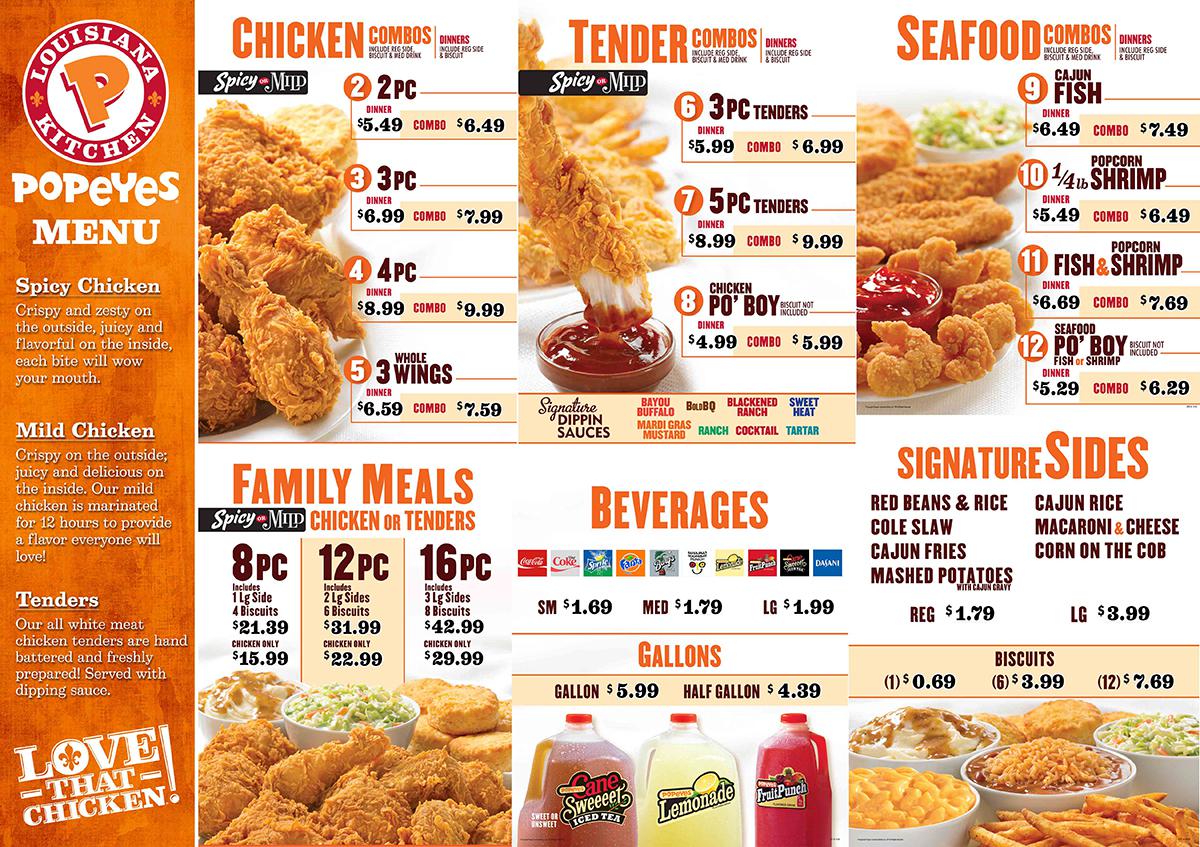 LOUISIANA
KITCHEN
P
POPEYES
MENU
Spicy Chicken
Crispy and zesty on
the outside, juicy and
flavorful on the inside,
each bite will wow
your mouth.
Mild Chicken
Crispy on the outside;
juicy and delicious on
the inside. Our mild
chicken is marinated
for 12 hours to provide
a flavor everyone will
love!
Tenders
Our all white meat
chicken tenders are hand
battered and freshly
prepared! Served with
dipping sauce.
LOVE
THAT
CHICKEN!
CHICKEN COMBOS DINNERS
INCLUDE REG SIDE, BISCUIT & MED DRINK
INCLUDE REG SIDE & BISCUIT
Spicy OR MILD
2 2PC
DINNER
$5.49 COMBO $6.49
3 3PC
DINNER
$6.99 COMBO $7.99
4 4PC
DINNER
$8.99 COMBO $9.99
5 3 WHOLE WINGS
DINNER
$6.59 COMBO $7.59
TENDER COMBOS DINNERS
INCLUDE REG SIDE, BISCUIT & MED DRINK
INCLUDE REG SIDE & BISCUIT
Spicy OR MILD
6 3PC TENDERS
DINNER
$5.99 COMBO $6.99
7 5PC TENDERS
DINNER
$8.99 COMBO $9.99
8 CHICKEN
PO' BOY BISCUIT NOT INCLUDED
DINNER
$4.99 COMBO $5.99
Signature
DIPPIN
SAUCES
BAYOU BUFFALO
BOLDBQ
BLACKENED RANCH
SWEET HEAT
MARDI GRAS MUSTARD
RANCH
COCKTAIL
TARTAR
SEAFOOD COMBOS DINNERS
INCLUDE REG SIDE, BISCUIT & MED DRINK
INCLUDE REG SIDE & BISCUIT
9 CAJUN
FISH
DINNER
$6.49 COMBO $7.49
10 1/4lb POPCORN SHRIMP
DINNER
$5.49 COMBO $6.49
11 FISH & POPCORN SHRIMP
DINNER
$6.69 COMBO $7.69
12 SEAFOOD
PO' BOY BISCUIT NOT INCLUDED
FISH or SHRIMP
DINNER
$5.29 COMBO $6.29
FAMILY MEALS
Spicy OR MILD CHICKEN OR TENDERS
8PC
Includes
1 Lg Side
4 Biscuits
$21.39
CHICKEN ONLY
$15.99
12PC
Includes
2 Lg Sides
6 Biscuits
$31.99
CHICKEN ONLY
$22.99
16PC
Includes
3 Lg Sides
8 Biscuits
$42.99
CHICKEN ONLY
$29.99
BEVERAGES
Coca-Cola
Diet Coke
Sprite
Fanta
Barq's
Lemonade
Fruit Punch
Cane Sweeet ICED TEA
DASANI
SM $1.69 MED $1.79 LG $1.99
GALLONS
GALLON $5.99 HALF GALLON $4.39
SWEET OR
UNSWEET
POPEYES
Cane
Sweeeet
ICED TEA
POPEYES
Lemonade
POPEYES
Fruit Punch
SIGNATURE SIDES
RED BEANS & RICE
COLE SLAW
CAJUN FRIES
MASHED POTATOES
WITH CAJUN GRAVY
CAJUN RICE
MACARONI & CHEESE
CORN ON THE COB
REG $1.79 LG $3.99
BISCUITS
(1) $0.69 (6) $3.99 (12) $7.69